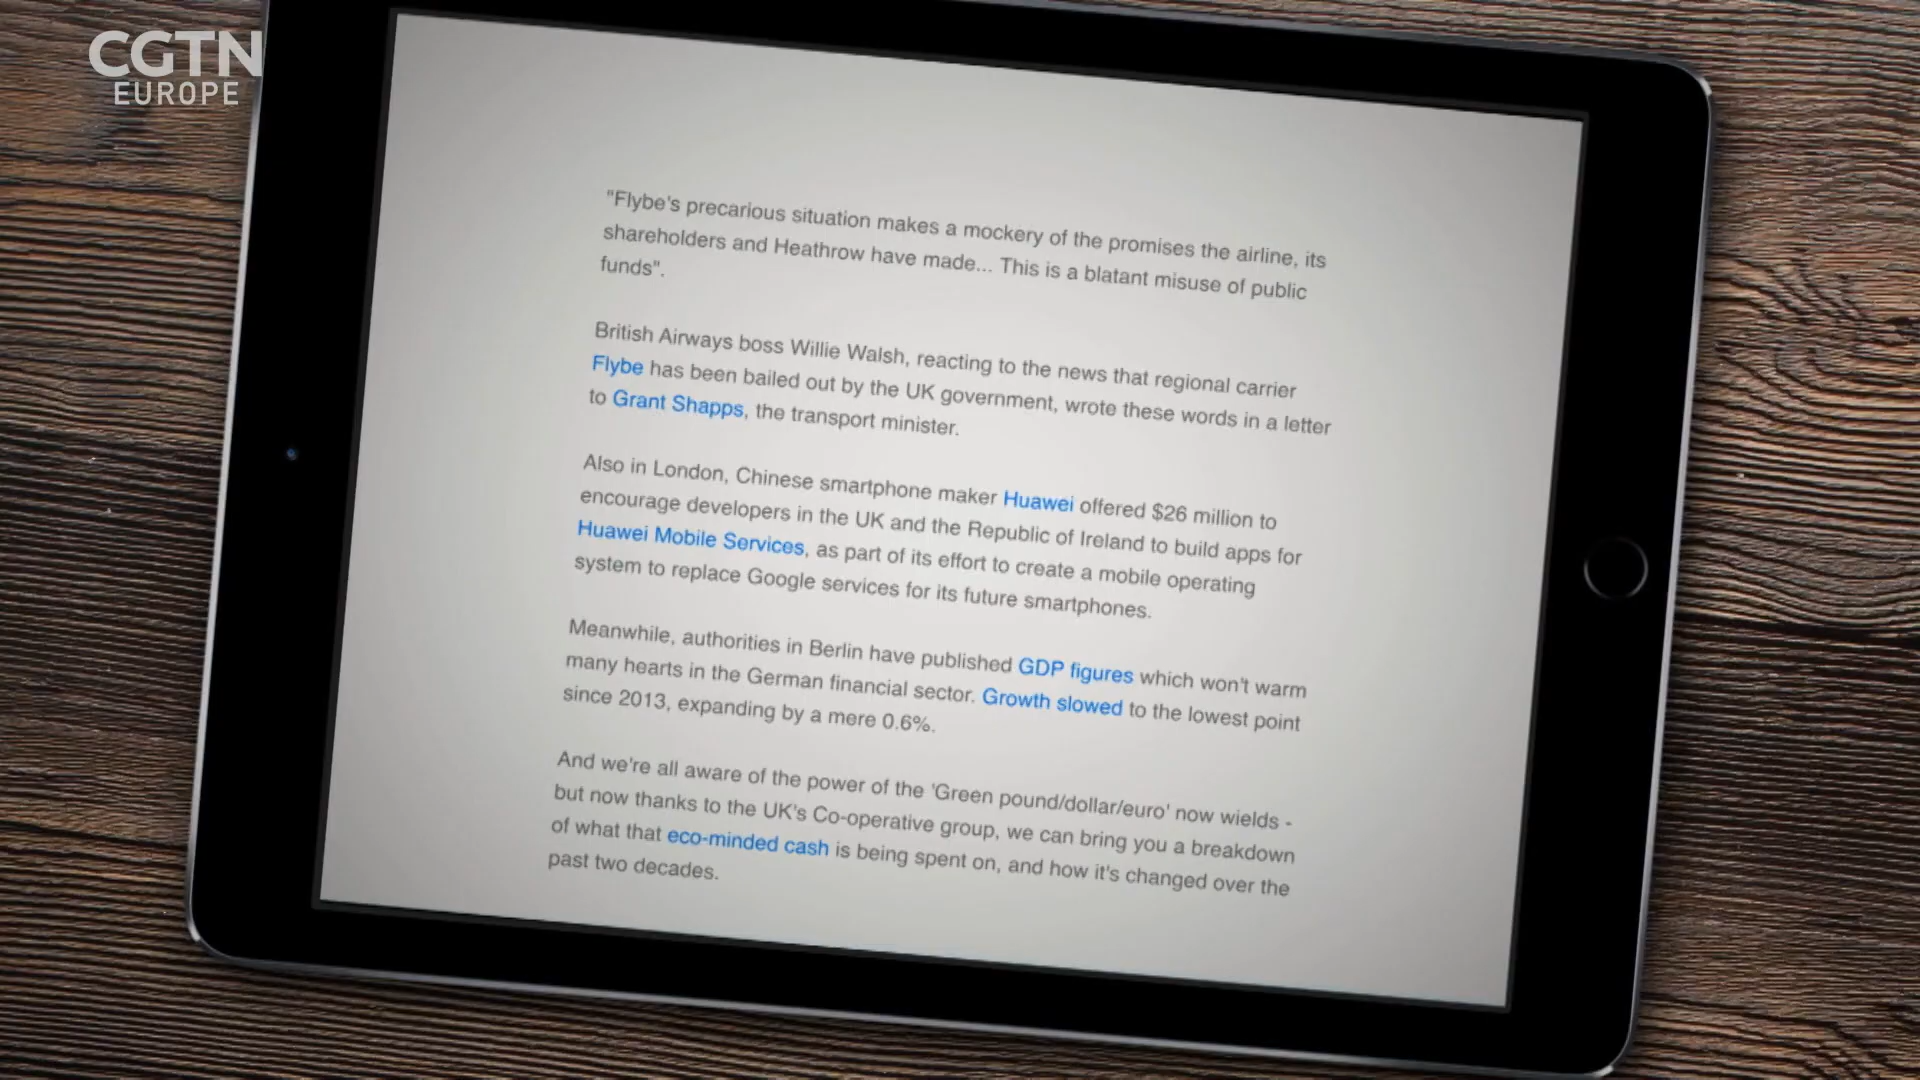 CGTN
EUROPE
"Flybe's precarious situation makes a mockery of the promises the airline, its
shareholders and Heathrow have made... This is a blatant misuse of public
funds".
British Airways boss Willie Walsh, reacting to the news that regional carrier
Flybe has been bailed out by the UK government, wrote these words in a letter
to Grant Shapps, the transport minister.
Also in London, Chinese smartphone maker Huawei offered $26 million to
encourage developers in the UK and the Republic of Ireland to build apps for
Huawei Mobile Services, as part of its effort to create a mobile operating
system to replace Google services for its future smartphones.
Meanwhile, authorities in Berlin have published GDP figures which won't warm
many hearts in the German financial sector. Growth slowed to the lowest point
since 2013, expanding by a mere 0.6%.
And we're all aware of the power of the 'Green pound/dollar/euro' now wields -
but now thanks to the UK's Co-operative group, we can bring you a breakdown
of what that eco-minded cash is being spent on, and how it's changed over the
past two decades.